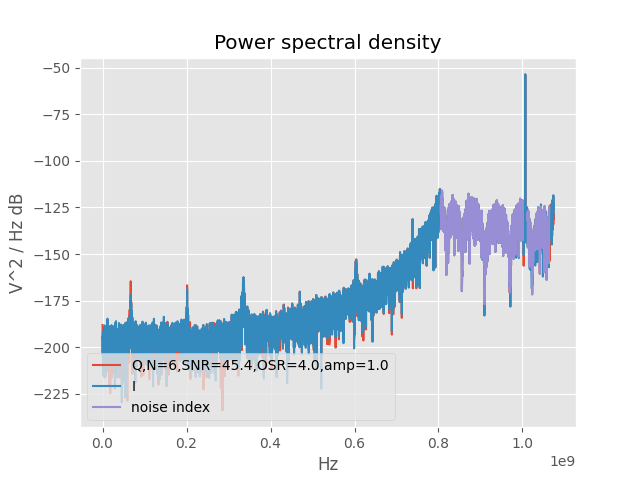 Power spectral density
V^2 / Hz dB
−50
−75
−100
−125
−150
−175
−200
−225
Q,N=6,SNR=45.4,OSR=4.0,amp=1.0
I
noise index
0.0 0.2 0.4 0.6 0.8 1.0
1e9
Hz